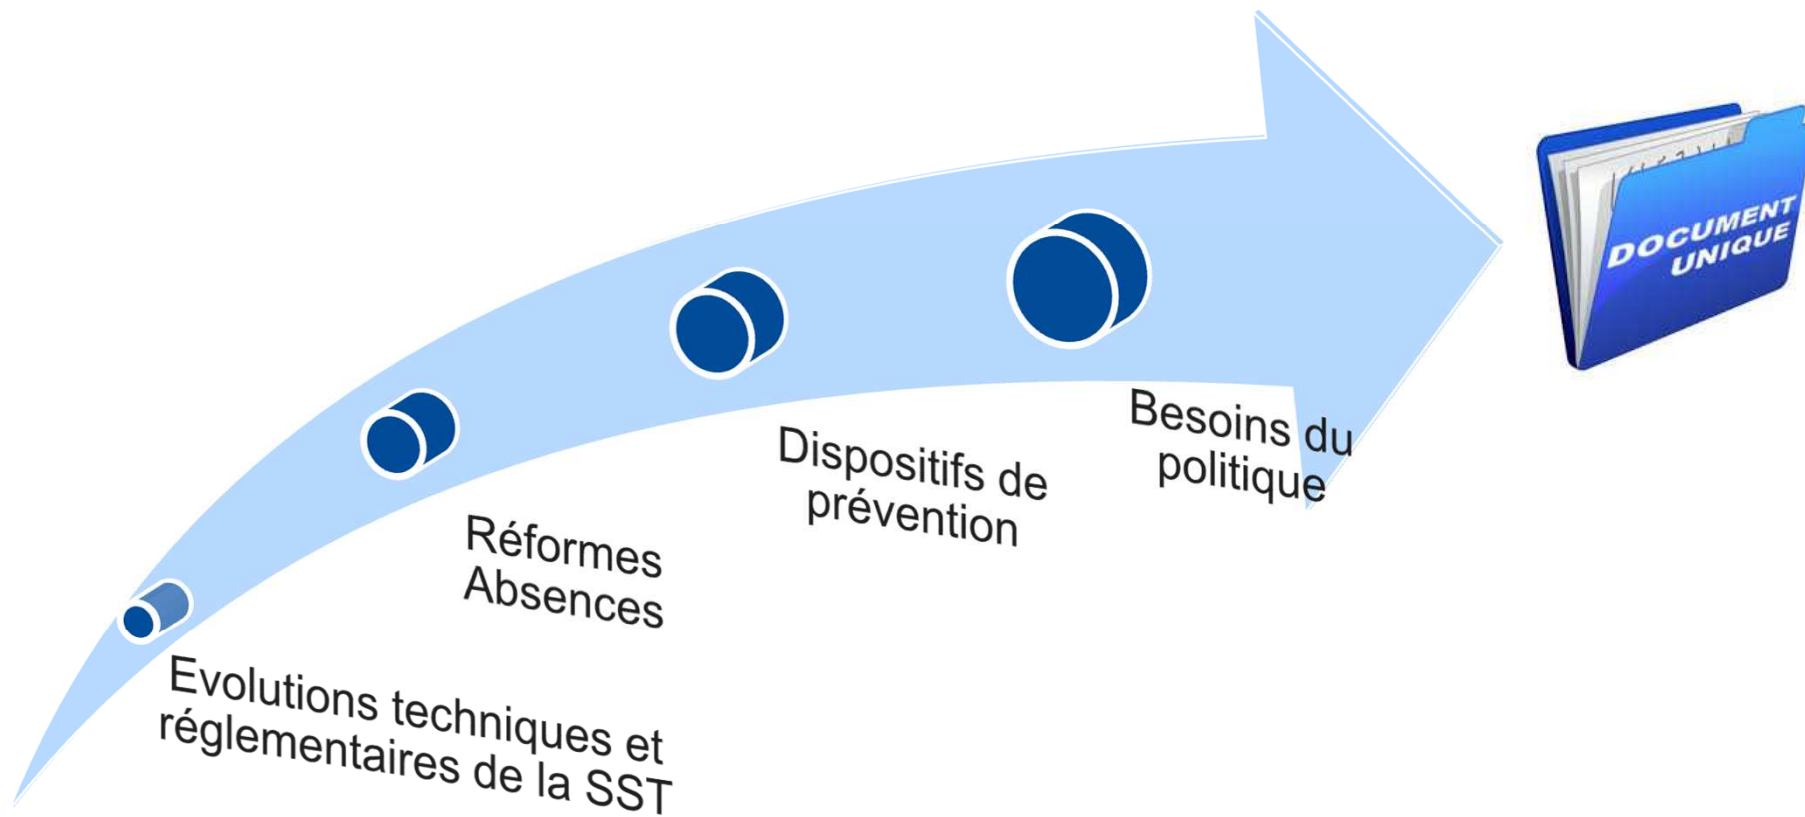 DOCUMENT
UNIQUE
Besoins du
politique
Dispositifs de
prévention
Réformes
Absences
Evolutions techniques et
réglementaires de la SST